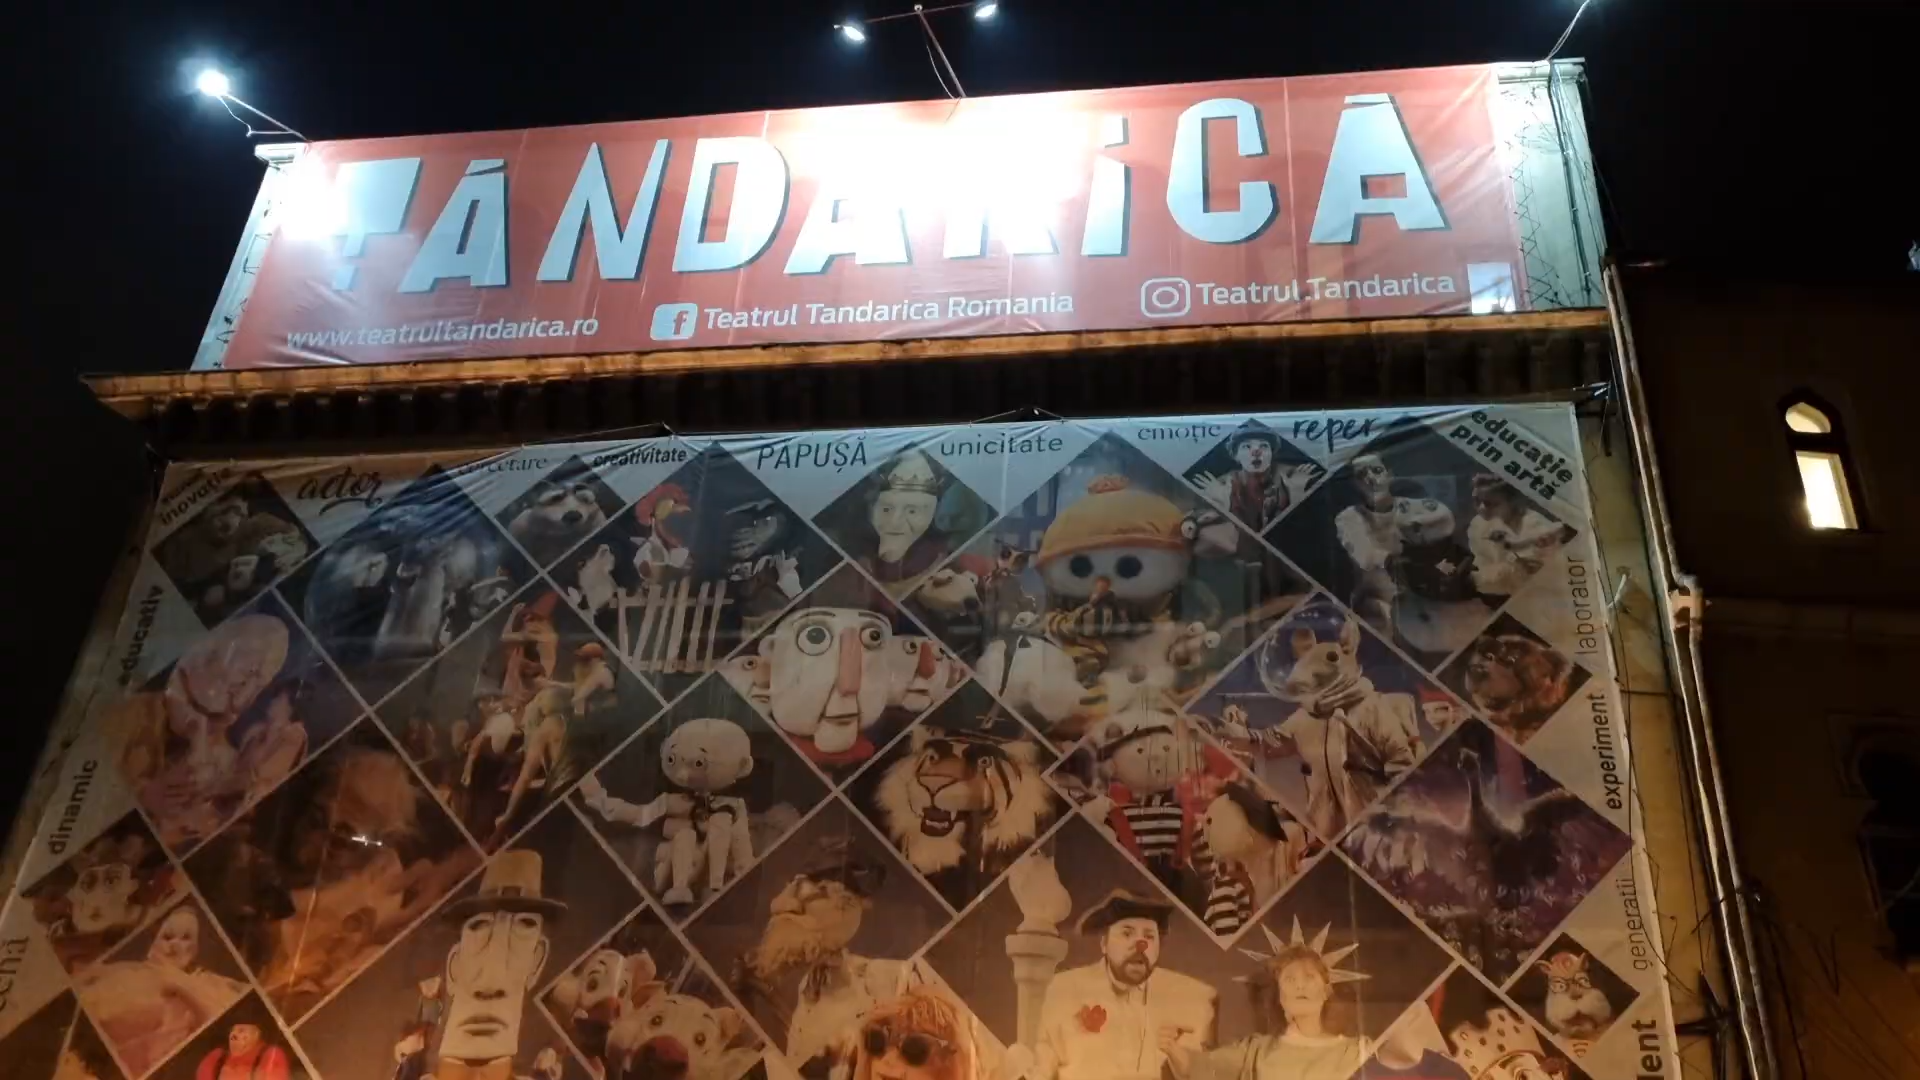 ȚĂNDĂRICĂ
www.teatrultandarica.ro
Teatrul Tandarica Romania
Teatrul.Tandarica
inovație
actor
cercetare
creativitate
PĂPUȘĂ
unicitate
emoție
reper
educație
prin artă
educativ
dinamic
laborator
experiment
generații